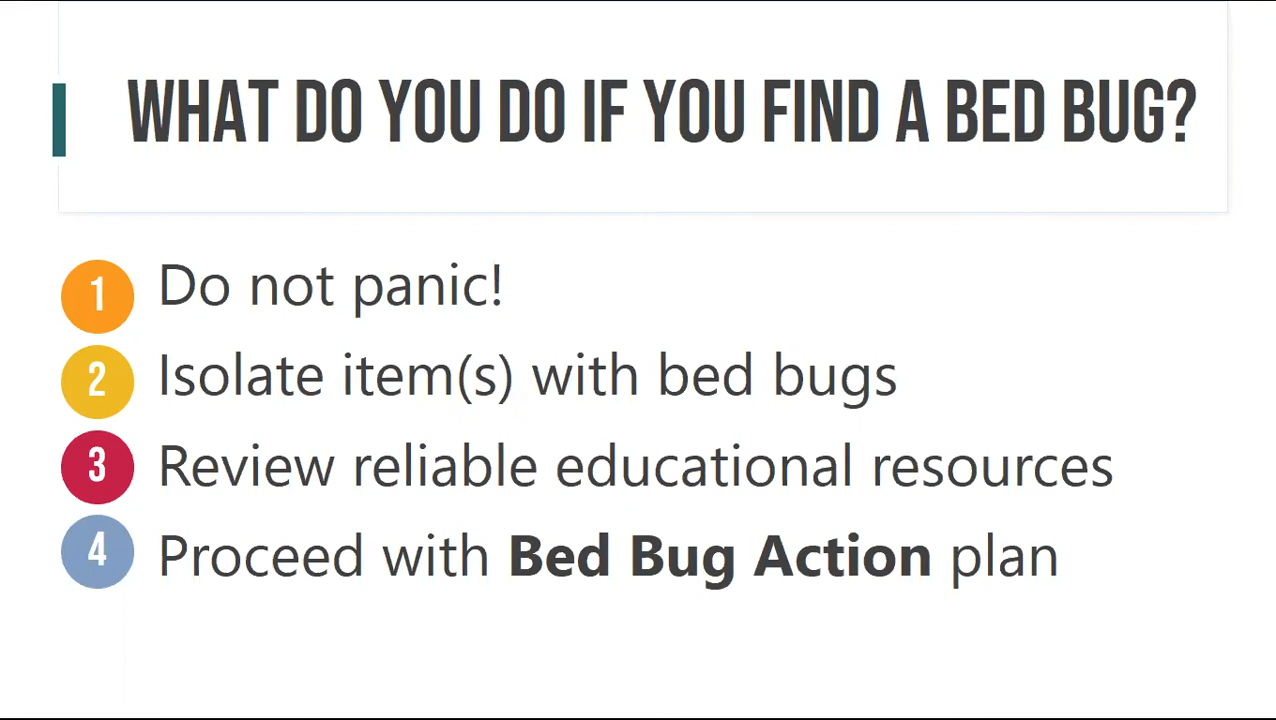 WHAT DO YOU DO IF YOU FIND A BED BUG?
1 Do not panic!
2 Isolate item(s) with bed bugs
3 Review reliable educational resources
4 Proceed with Bed Bug Action plan